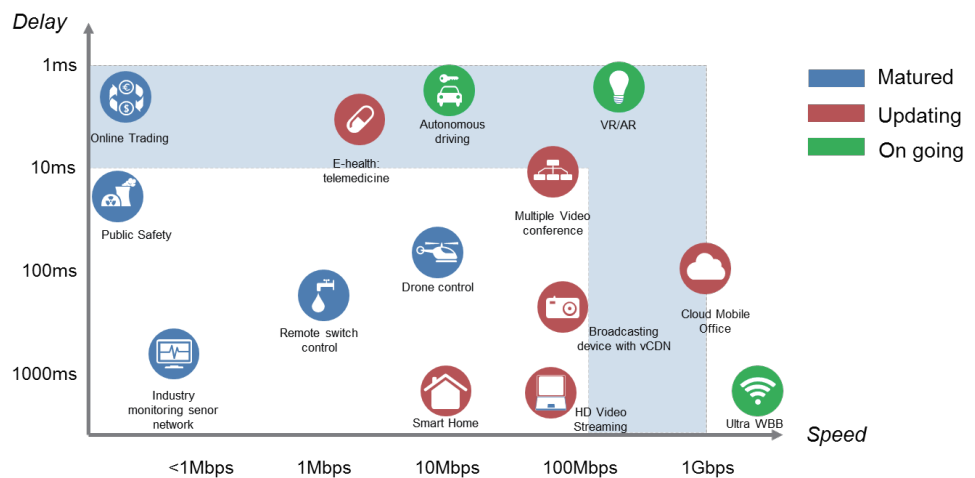 Delay
1ms
10ms
100ms
1000ms
Online Trading
E-health:
telemedicine
Autonomous
driving
VR/AR
Public Safety
Multiple Video
conference
Drone control
Remote switch
control
Broadcasting
device with vCDN
Cloud Mobile
Office
Industry
monitoring senor
network
Smart Home
HD Video
Streaming
Ultra WBB
Speed
<1Mbps
1Mbps
10Mbps
100Mbps
1Gbps
Matured
Updating
On going